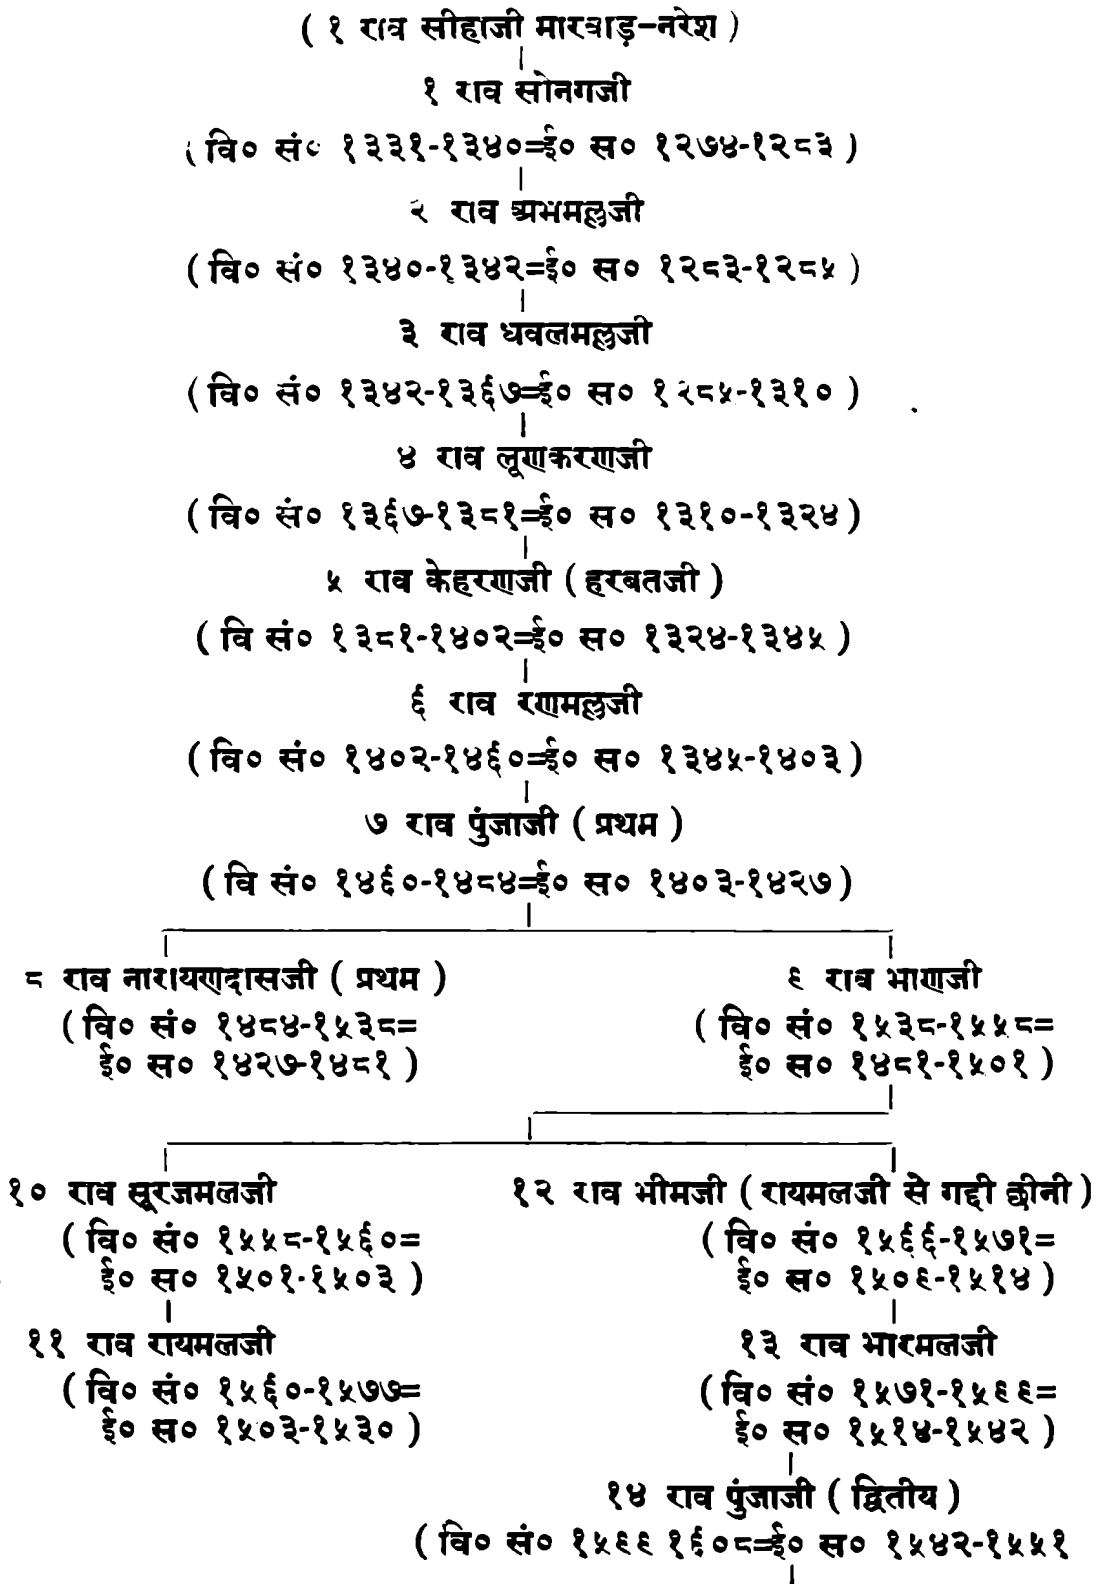 ( १ राव सीहाजी मारवाड़-नरेश )
१ राव सोनगजी
( वि० सं० १३३१-१३४०=ई० स० १२७४-१२८३ )
२ राव अभमल्लजी
( वि० सं० १३४०-१३४२=ई० स० १२८३-१२८५ )
३ राव धवलमल्लजी
( वि० सं० १३४२-१३६७=ई० स० १२८५-१३१० )
४ राव लूणकरणजी
( वि० सं० १३६७-१३८१=ई० स० १३१०-१३२४ )
५ राव केहरणजी ( हरबतजी )
( वि सं० १३८१-१४०२=ई० स० १३२४-१३४५ )
६ राव रणमल्लजी
( वि० सं० १४०२-१४६०=ई० स० १३४५-१४०३ )
७ राव पुंजाजी ( प्रथम )
( वि सं० १४६०-१४८४=ई० स० १४०३-१४२७ )
८ राव नारायणदासजी ( प्रथम )
( वि० सं० १४८४-१५३८=
ई० स० १४२७-१४८१ )
९ राव भाणजी
( वि० सं० १५३८-१५५८=
ई० स० १४८१-१५०१ )
१० राव सूरजमलजी
( वि० सं० १५५८-१५६०=
ई० स० १५०१-१५०३ )
१२ राव भीमजी ( रायमलजी से गद्दी छीनी )
( वि० सं० १५६६-१५७१=
ई० स० १५०९-१५१४ )
११ राव रायमलजी
( वि० सं० १५६०-१५७७=
ई० स० १५०३-१५३० )
१३ राव भारमलजी
( वि० सं० १५७१-१५९९=
ई० स० १५१४-१५४२ )
१४ राव पुंजाजी ( द्वितीय )
( वि० सं० १५९९ १६०८=ई० स० १५४२-१५५१